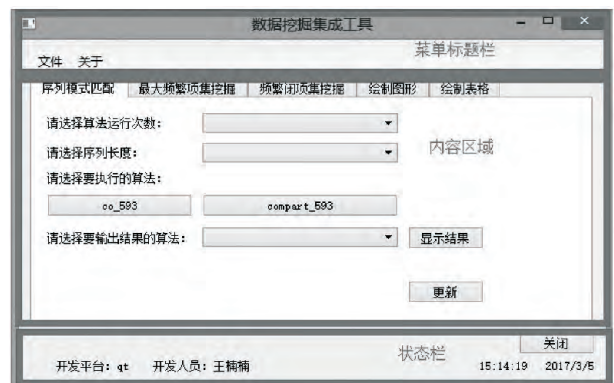 数据挖掘集成工具
菜单标题栏
文件 关于
序列模式匹配 最大频繁项集挖掘 频繁闭项集挖掘 绘制图形 绘制表格
请选择算法运行次数：
请选择序列长度： 内容区域
请选择要执行的算法：
co_593 compart_593
请选择要输出结果的算法： 显示结果
更新
关闭
状态栏
开发平台：qt 开发人员：王楠楠 15:14:19 2017/3/5